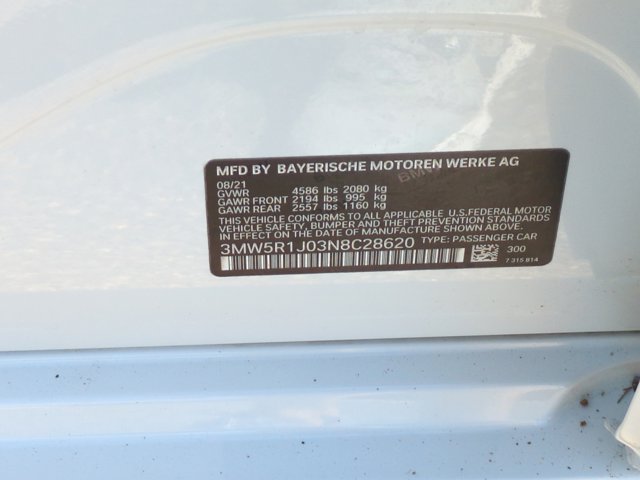 MFD BY BAYERISCHE MOTOREN WERKE AG
08/21
GVWR 4586 lbs 2080 kg
GAWR FRONT 2194 lbs 995 kg
GAWR REAR 2557 lbs 1160 kg
THIS VEHICLE CONFORMS TO ALL APPLICABLE U.S. FEDERAL MOTOR
VEHICLE SAFETY, BUMPER AND THEFT PREVENTION STANDARDS
IN EFFECT ON THE DATE OF MANUFACTURE SHOWN ABOVE.
3MW5R1J03N8C28620 TYPE: PASSENGER CAR
300
7 315 814